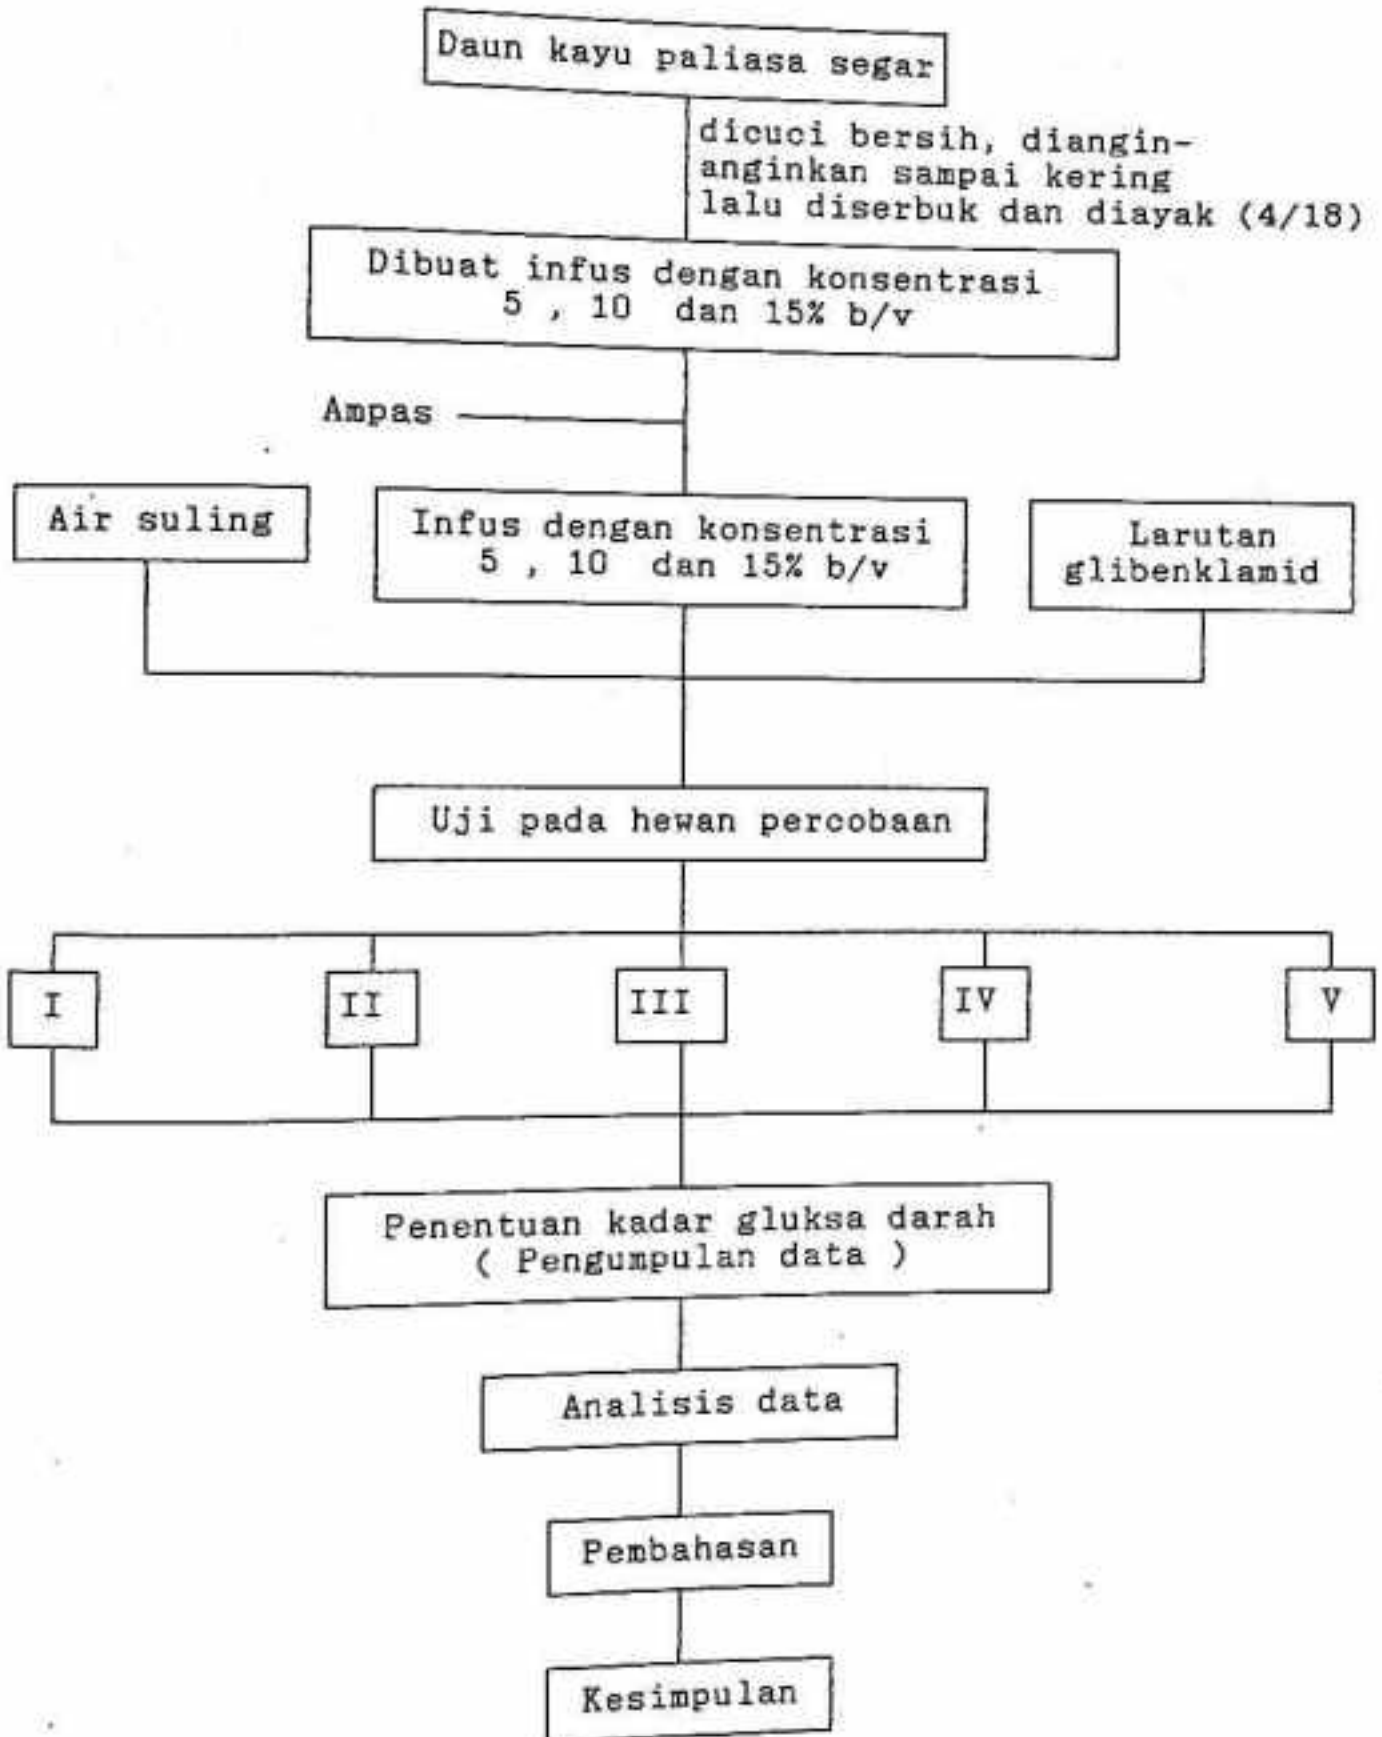 Daun kayu paliasa segar
dicuci bersih, diangin-
anginkan sampai kering
lalu diserbuk dan diayak (4/18)
Dibuat infus dengan konsentrasi
5 , 10 dan 15% b/v
Ampas
Air suling
Infus dengan konsentrasi
5 , 10 dan 15% b/v
Larutan
glibenklamid
Uji pada hewan percobaan
I
II
III
IV
V
Penentuan kadar gluksa darah
( Pengumpulan data )
Analisis data
Pembahasan
Kesimpulan